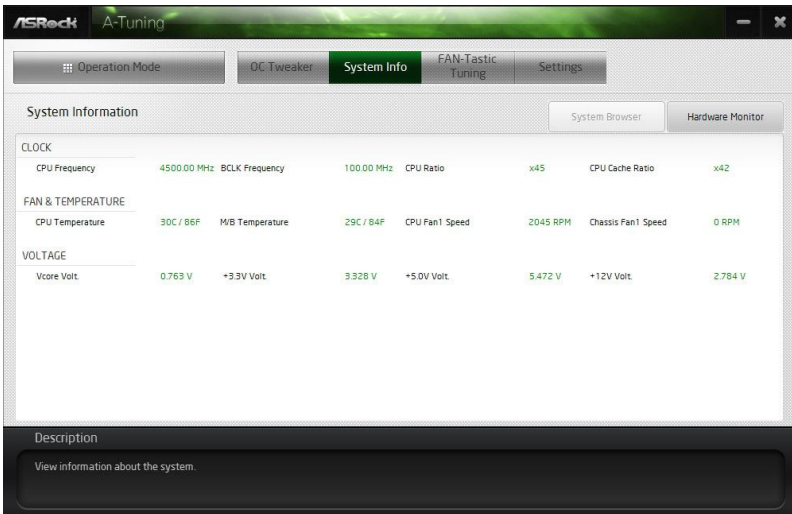 ASRock A-Tuning
Operation Mode
OC Tweaker
System Info
FAN-Tastic
Tuning
Settings
System Information
System Browser
Hardware Monitor
CLOCK
CPU Frequency 4500.00 MHz BCLK Frequency 100.00 MHz CPU Ratio x45 CPU Cache Ratio x42
FAN & TEMPERATURE
CPU Temperature 30C / 86F M/B Temperature 29C / 84F CPU Fan1 Speed 2045 RPM Chassis Fan1 Speed 0 RPM
VOLTAGE
Vcore Volt. 0.763 V +3.3V Volt. 3.328 V +5.0V Volt. 5.472 V +12V Volt. 2.784 V
Description
View information about the system.